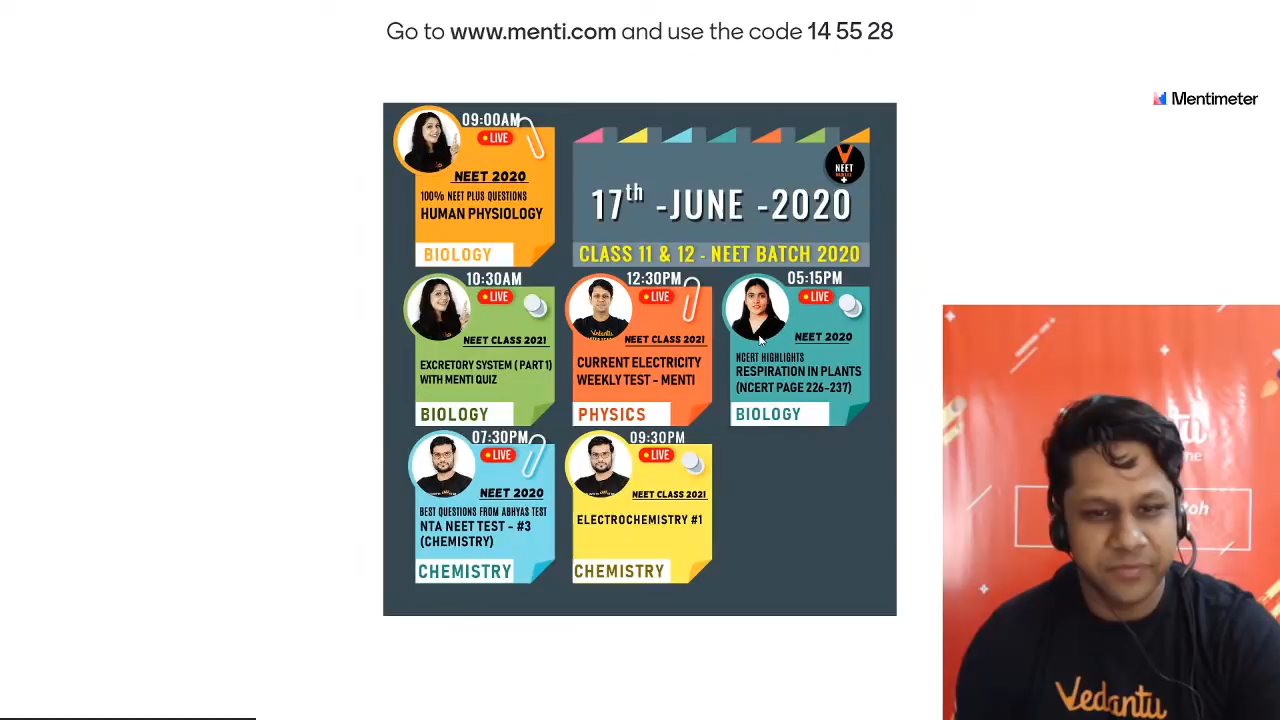 Go to www.menti.com and use the code 14 55 28
Mentimeter
09:00AM
LIVE
NEET 2020
100% NEET PLUS QUESTIONS
HUMAN PHYSIOLOGY
BIOLOGY
NEET
17th -JUNE -2020
CLASS 11 & 12 - NEET BATCH 2020
10:30AM
LIVE
NEET CLASS 2021
EXCRETORY SYSTEM ( PART 1)
WITH MENTI QUIZ
BIOLOGY
12:30PM
LIVE
Vedantu
NEET CLASS 2021
CURRENT ELECTRICITY
WEEKLY TEST - MENTI
PHYSICS
05:15PM
LIVE
NEET 2020
NCERT HIGHLIGHTS
RESPIRATION IN PLANTS
(NCERT PAGE 226-237)
BIOLOGY
07:30PM
LIVE
NEET 2020
BEST QUESTIONS FROM ABHYAS TEST
NTA NEET TEST - #3
(CHEMISTRY)
CHEMISTRY
09:30PM
LIVE
NEET CLASS 2021
ELECTROCHEMISTRY #1
CHEMISTRY
Vedantu